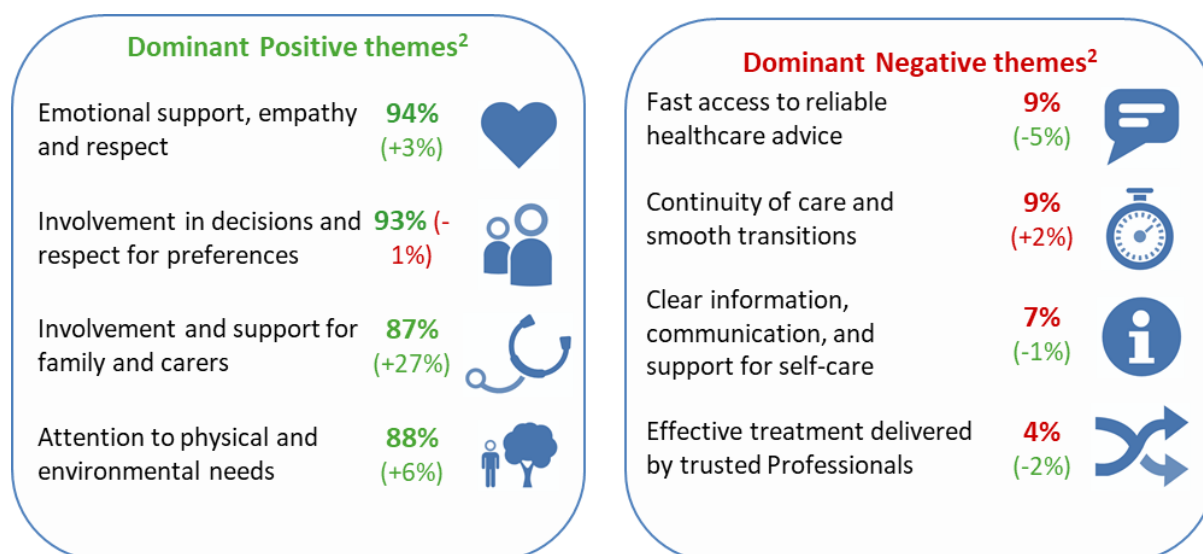 Dominant Positive themes²
Emotional support, empathy
and respect
94%
(+3%)
Involvement in decisions and
respect for preferences
93% (-
1%)
Involvement and support for
family and carers
87%
(+27%)
Attention to physical and
environmental needs
88%
(+6%)
Dominant Negative themes²
Fast access to reliable
healthcare advice
9%
(-5%)
Continuity of care and
smooth transitions
9%
(+2%)
Clear information,
communication, and
support for self-care
7%
(-1%)
Effective treatment delivered
by trusted Professionals
4%
(-2%)